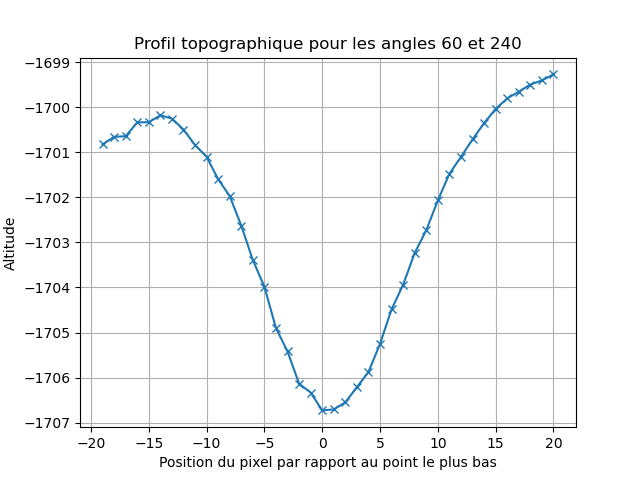 Profil topographique pour les angles 60 et 240
Altitude
−1699
−1700
−1701
−1702
−1703
−1704
−1705
−1706
−1707
−20 −15 −10 −5 0 5 10 15 20
Position du pixel par rapport au point le plus bas